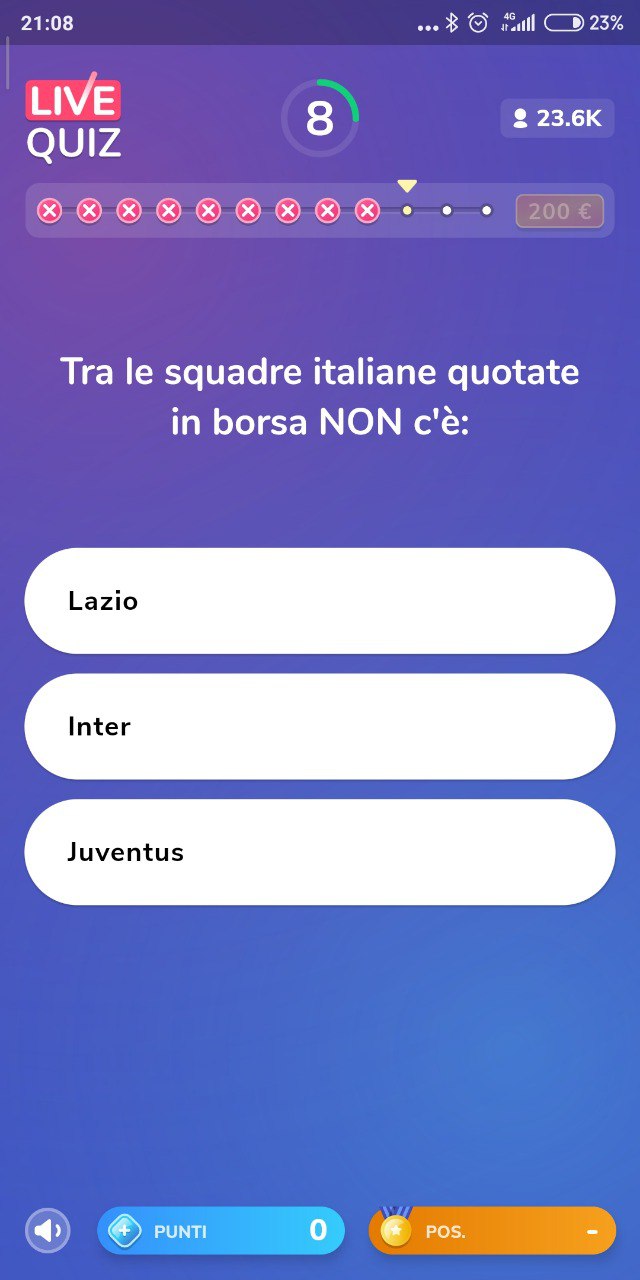 21:08
4G
23%
LIVE
QUIZ
8
23.6K
200 €
Tra le squadre italiane quotate
in borsa NON c'è:
Lazio
Inter
Juventus
PUNTI
0
POS.
-